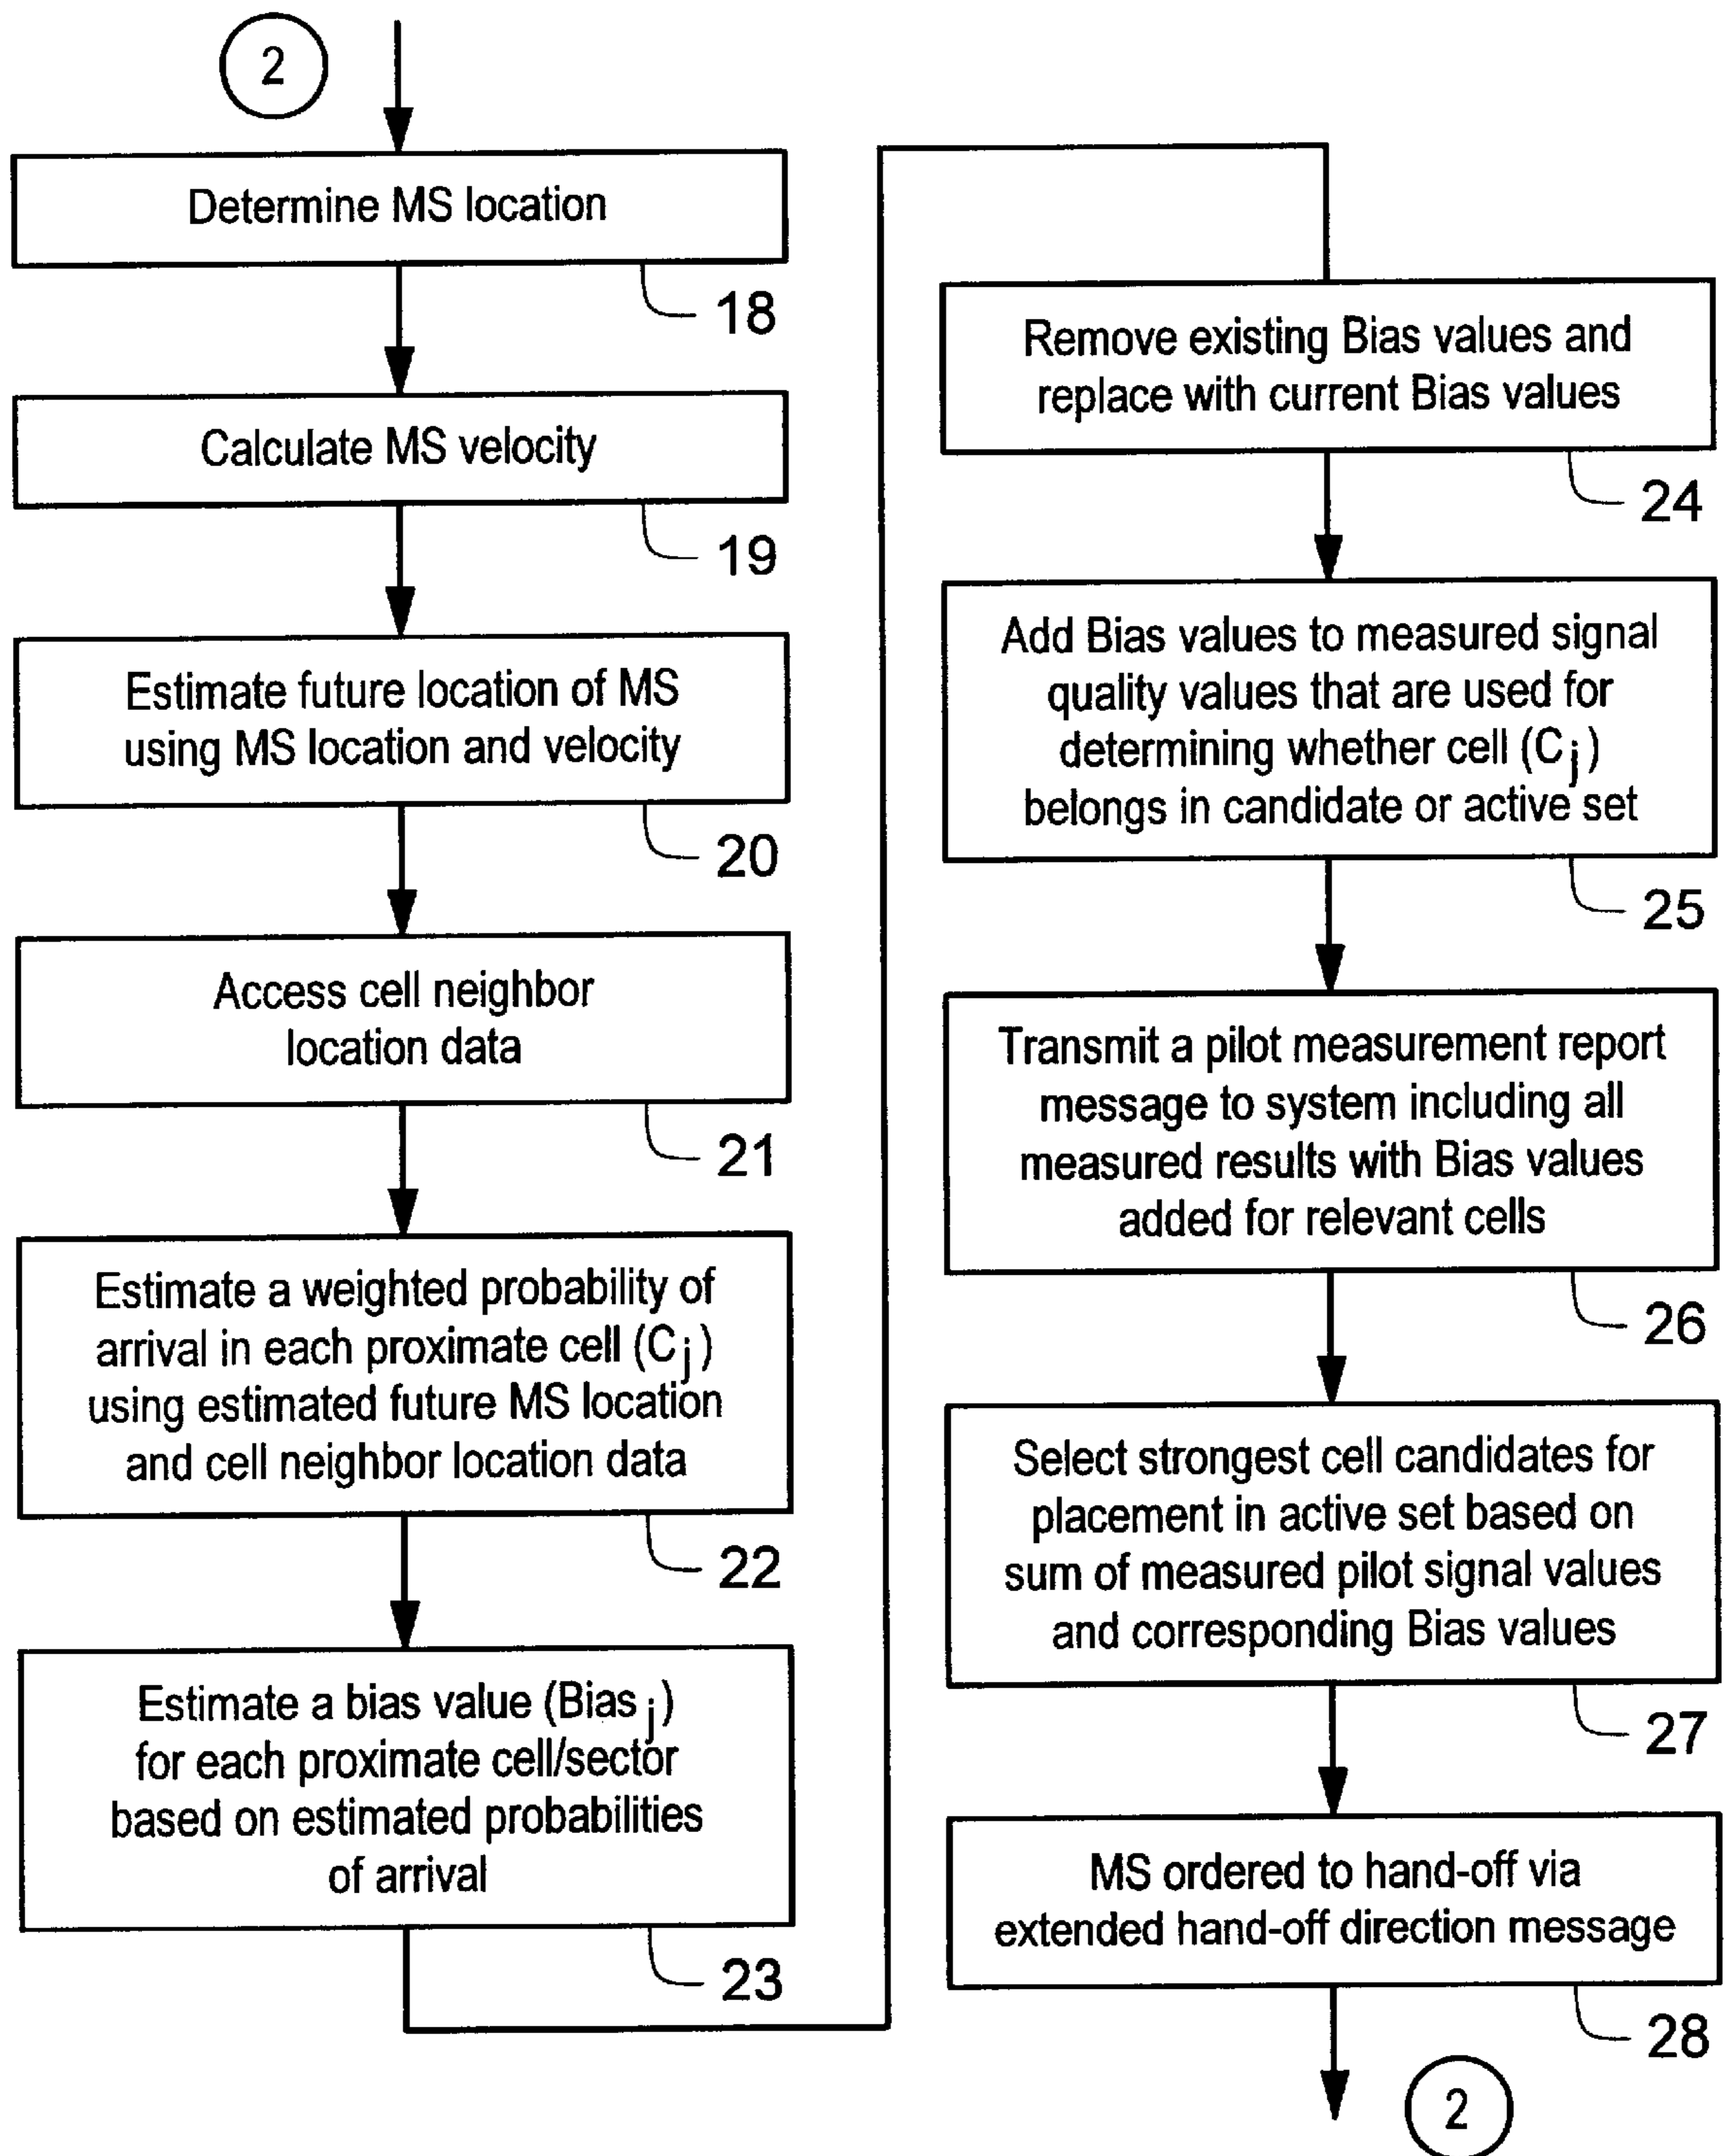 2
Determine MS location
18
Calculate MS velocity
19
Estimate future location of MS
using MS location and velocity
20
Access cell neighbor
location data
21
Estimate a weighted probability of
arrival in each proximate cell (Cj)
using estimated future MS location
and cell neighbor location data
22
Estimate a bias value (Biasj)
for each proximate cell/sector
based on estimated probabilities
of arrival
23
Remove existing Bias values and
replace with current Bias values
24
Add Bias values to measured signal
quality values that are used for
determining whether cell (Cj)
belongs in candidate or active set
25
Transmit a pilot measurement report
message to system including all
measured results with Bias values
added for relevant cells
26
Select strongest cell candidates for
placement in active set based on
sum of measured pilot signal values
and corresponding Bias values
27
MS ordered to hand-off via
extended hand-off direction message
28
2